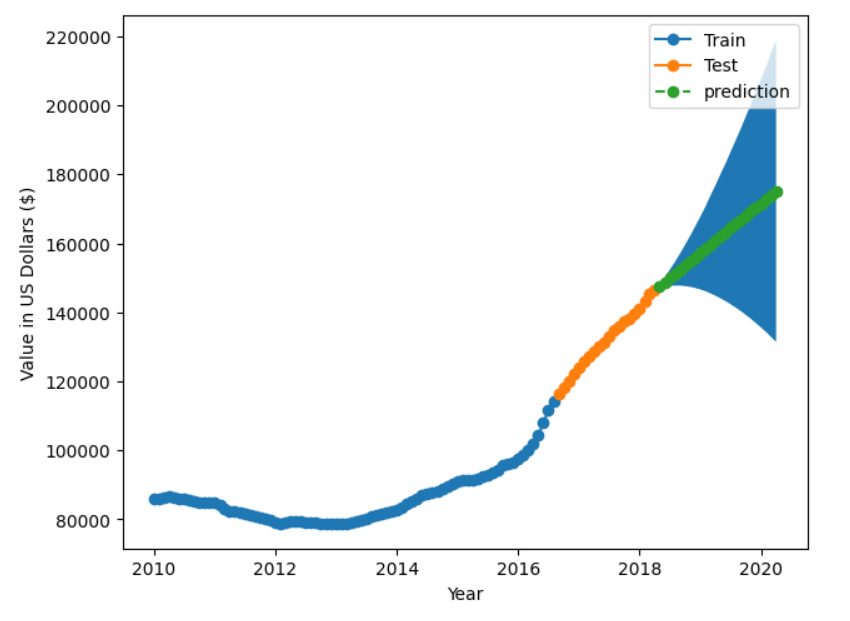 220000
200000
180000
160000
140000
120000
100000
80000
Value in US Dollars ($)
2010 2012 2014 2016 2018 2020
Year
Train
Test
prediction